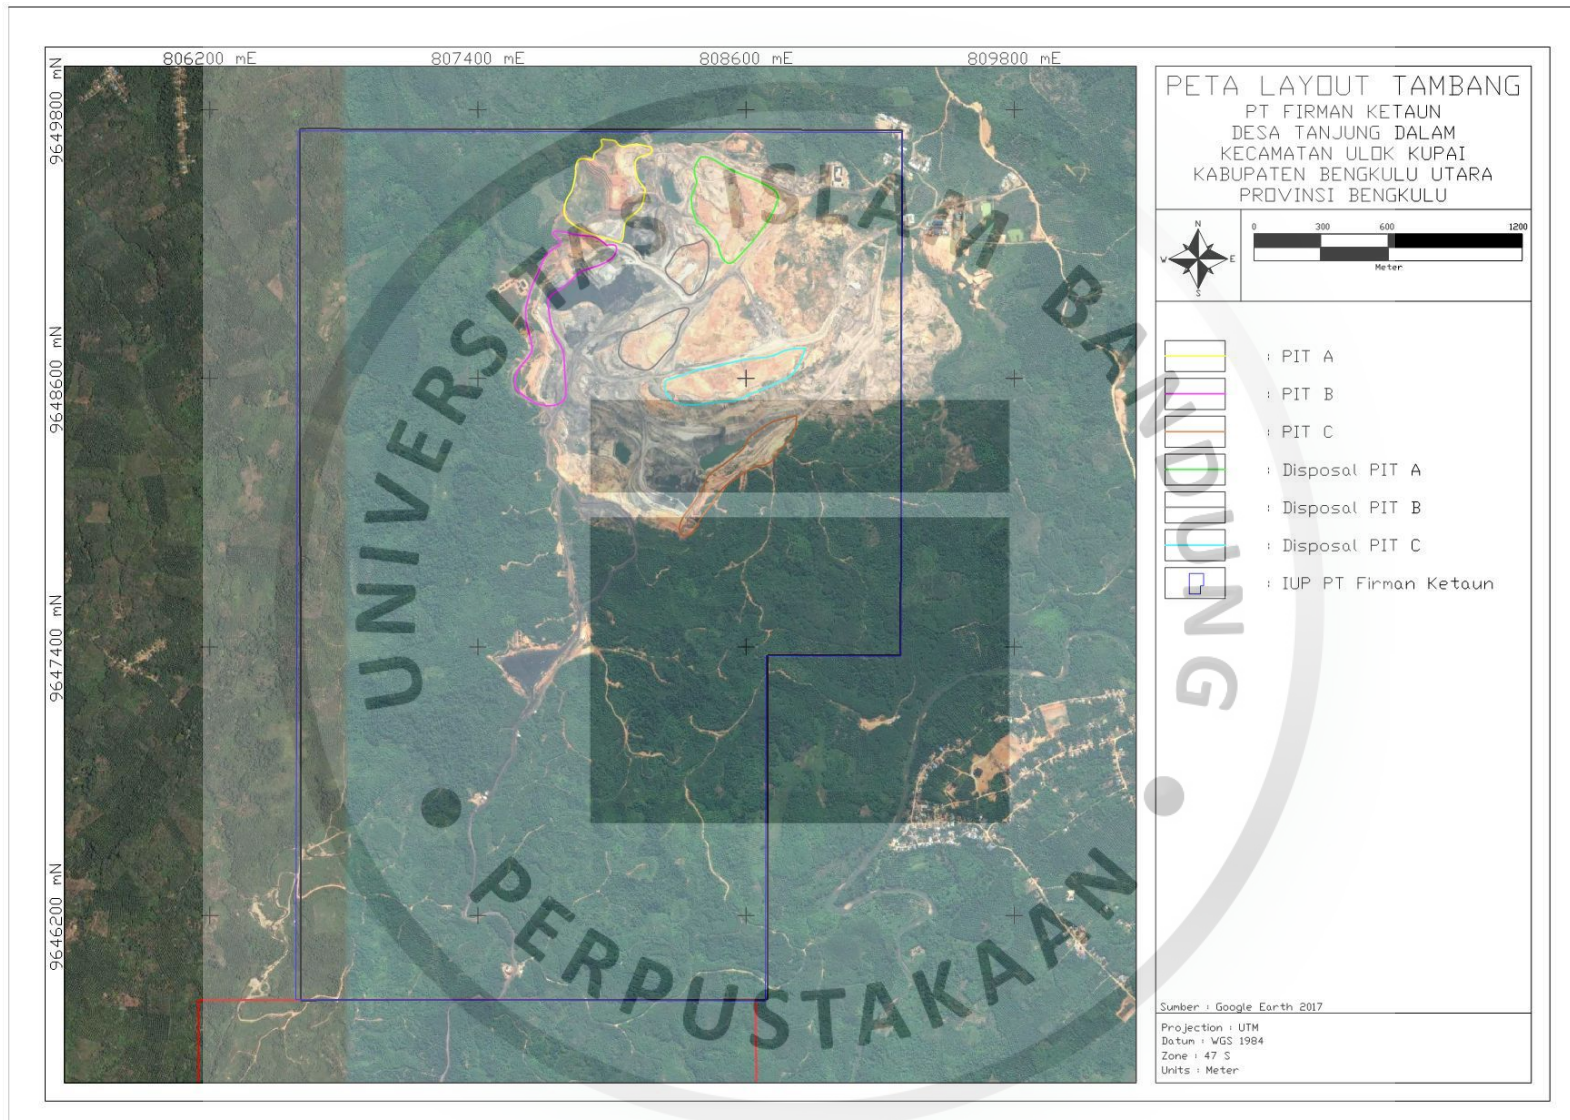 806200 mE
807400 mE
808600 mE
809800 mE
9649800 mN
9648600 mN
9647400 mN
9646200 mN
UNIVERSITAS ISLAM BANDUNG
PERPUSTAKAAN
PETA LAYOUT TAMBANG
PT FIRMAN KETAUN
DESA TANJUNG DALAM
KECAMATAN ULOK KUPAI
KABUPATEN BENGKULU UTARA
PROVINSI BENGKULU
N
W E
S
0 300 600 1200
Meter
: PIT A
: PIT B
: PIT C
: Disposal PIT A
: Disposal PIT B
: Disposal PIT C
: IUP PT Firman Ketaun
Sumber : Google Earth 2017
Projection : UTM
Datum : WGS 1984
Zone : 47 S
Units : Meter